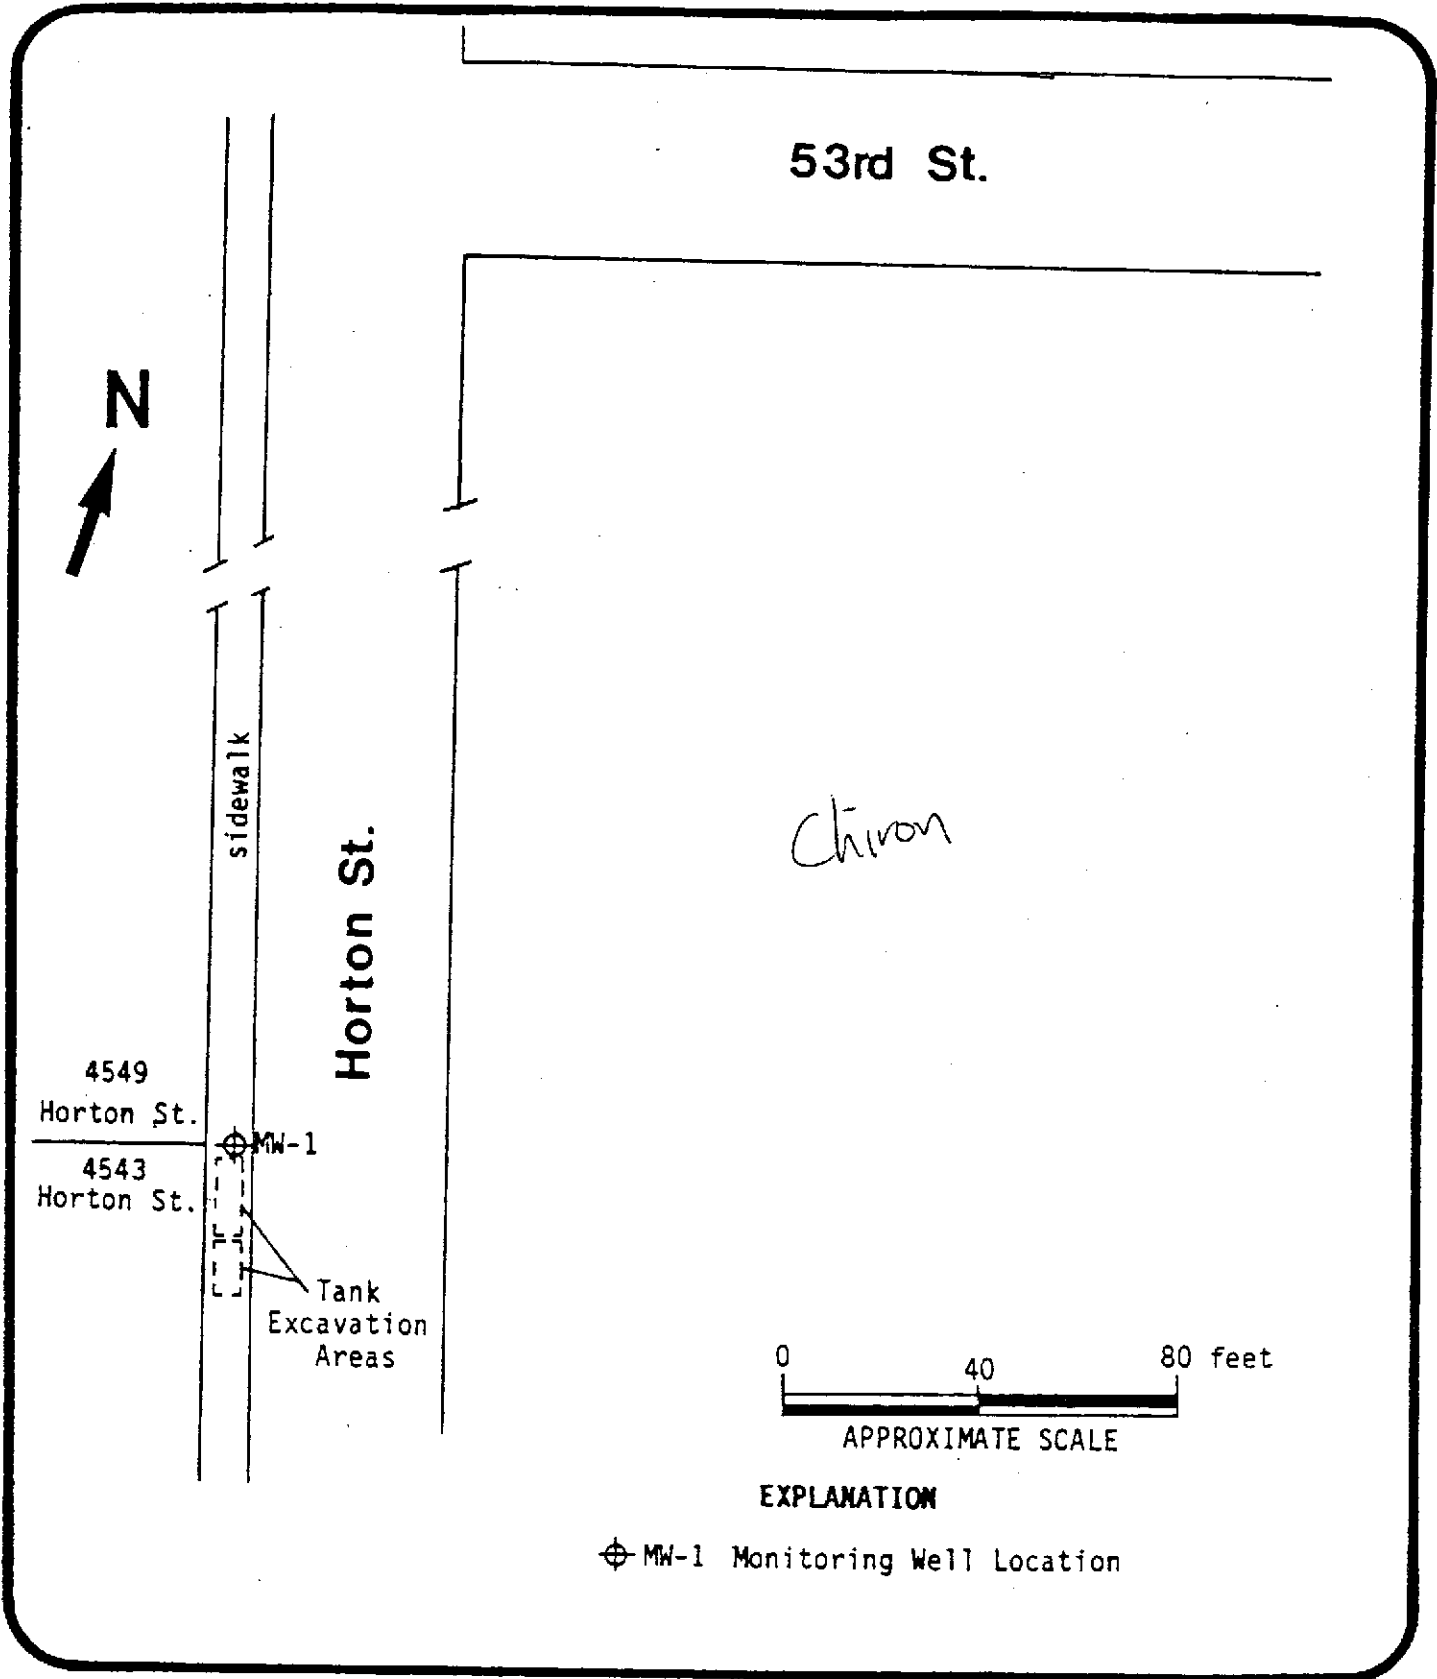 53rd St.
N
sidewalk
Horton St.
Chiron
4549
Horton St.
MW-1
4543
Horton St.
Tank
Excavation
Areas
0 40 80 feet
APPROXIMATE SCALE
EXPLANATION
MW-1 Monitoring Well Location